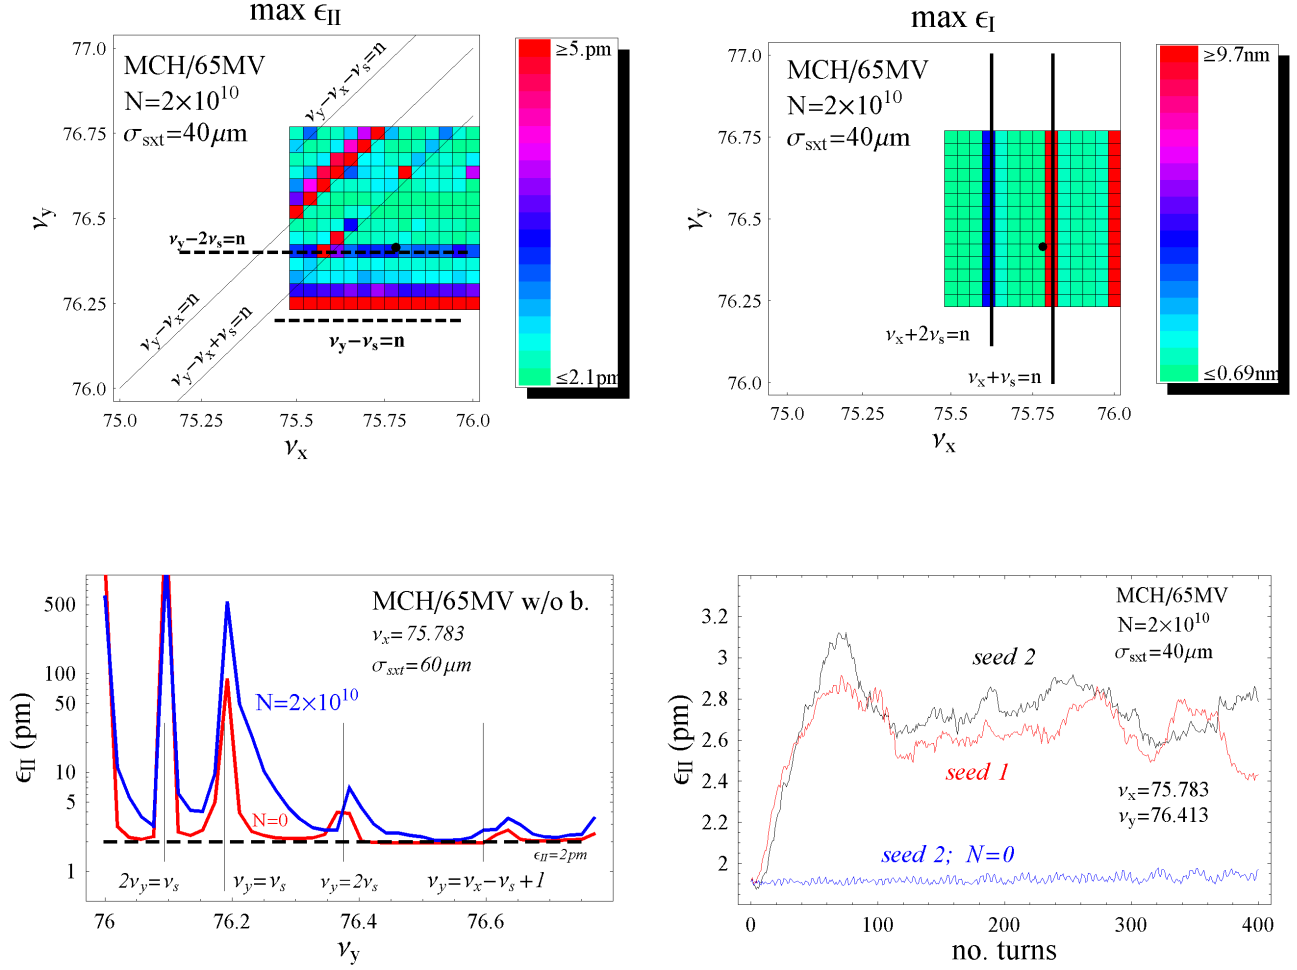 max ϵII
MCH/65MV
N=2×10^10
σsxt=40μm
νy−νx−νs=n
νy−2νs=n
νy−νx=n
νy−νx+νs=n
νy−νs=n
77.0
76.75
76.5
76.25
76.0
νy
75.0 75.25 75.5 75.75 76.0
νx
≥5.pm
≤2.1pm
max ϵI
MCH/65MV
N=2×10^10
σsxt=40μm
νx+2νs=n
νx+νs=n
77.0
76.75
76.5
76.25
76.0
νy
75.0 75.25 75.5 75.75 76.0
νx
≥9.7nm
≤0.69nm
MCH/65MV w/o b.
νx=75.783
σsxt=60μm
N=2×10^10
N=0
ϵII=2pm
2νy=νs νy=νs νy=2νs νy=νx−νs+1
500
100
50
10
5
1
ϵII (pm)
76 76.2 76.4 76.6
νy
MCH/65MV
N=2×10^10
σsxt=40μm
seed 2
seed 1
νx=75.783
νy=76.413
seed 2; N=0
3.2
3
2.8
2.6
2.4
2.2
2
ϵII (pm)
0 100 200 300 400
no. turns